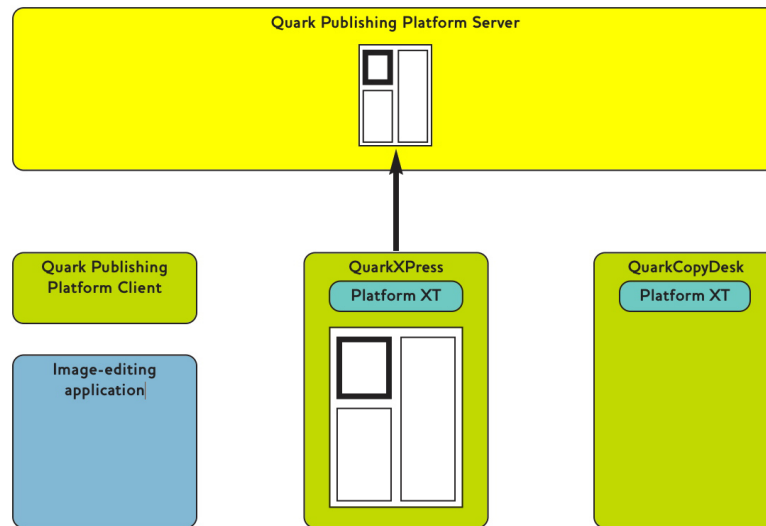 Quark Publishing Platform Server
Quark Publishing
Platform Client
QuarkXPress
Platform XT
QuarkCopyDesk
Platform XT
Image-editing
application